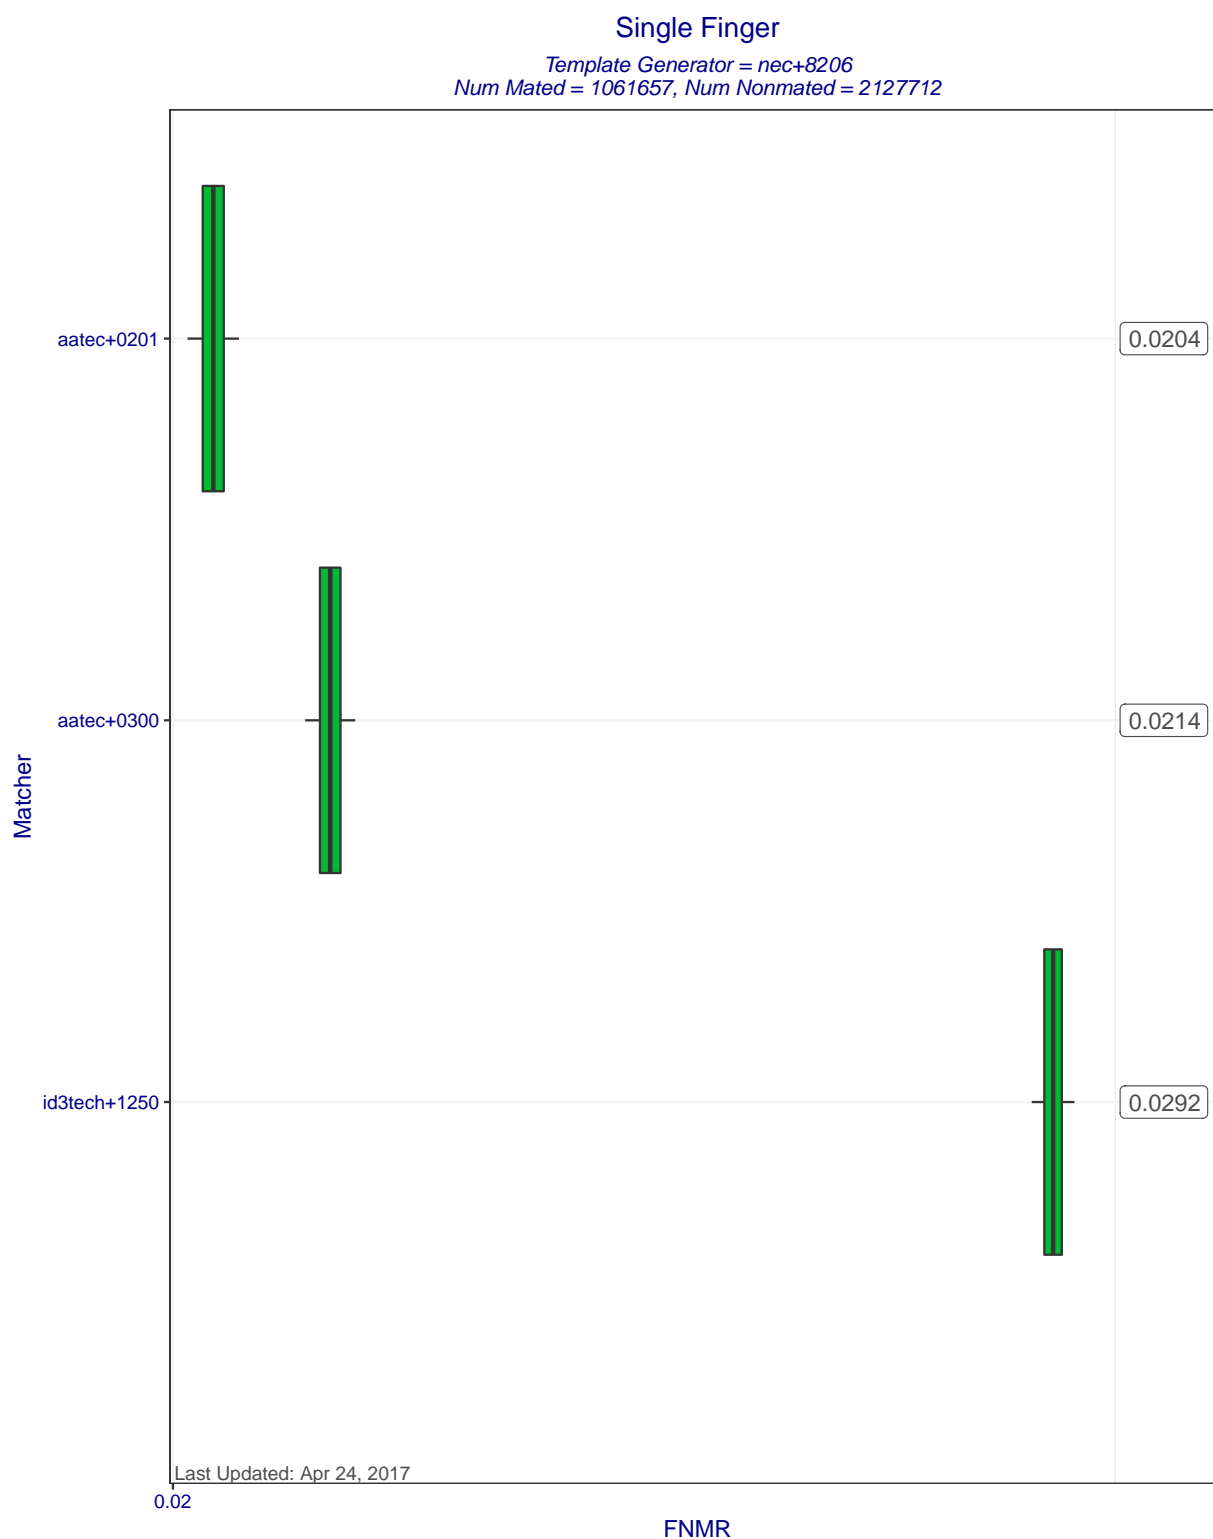 Single Finger
Template Generator = nec+8206
Num Mated = 1061657, Num Nonmated = 2127712
aatec+0201
0.0204
aatec+0300
0.0214
Matcher
id3tech+1250
0.0292
Last Updated: Apr 24, 2017
0.02
FNMR